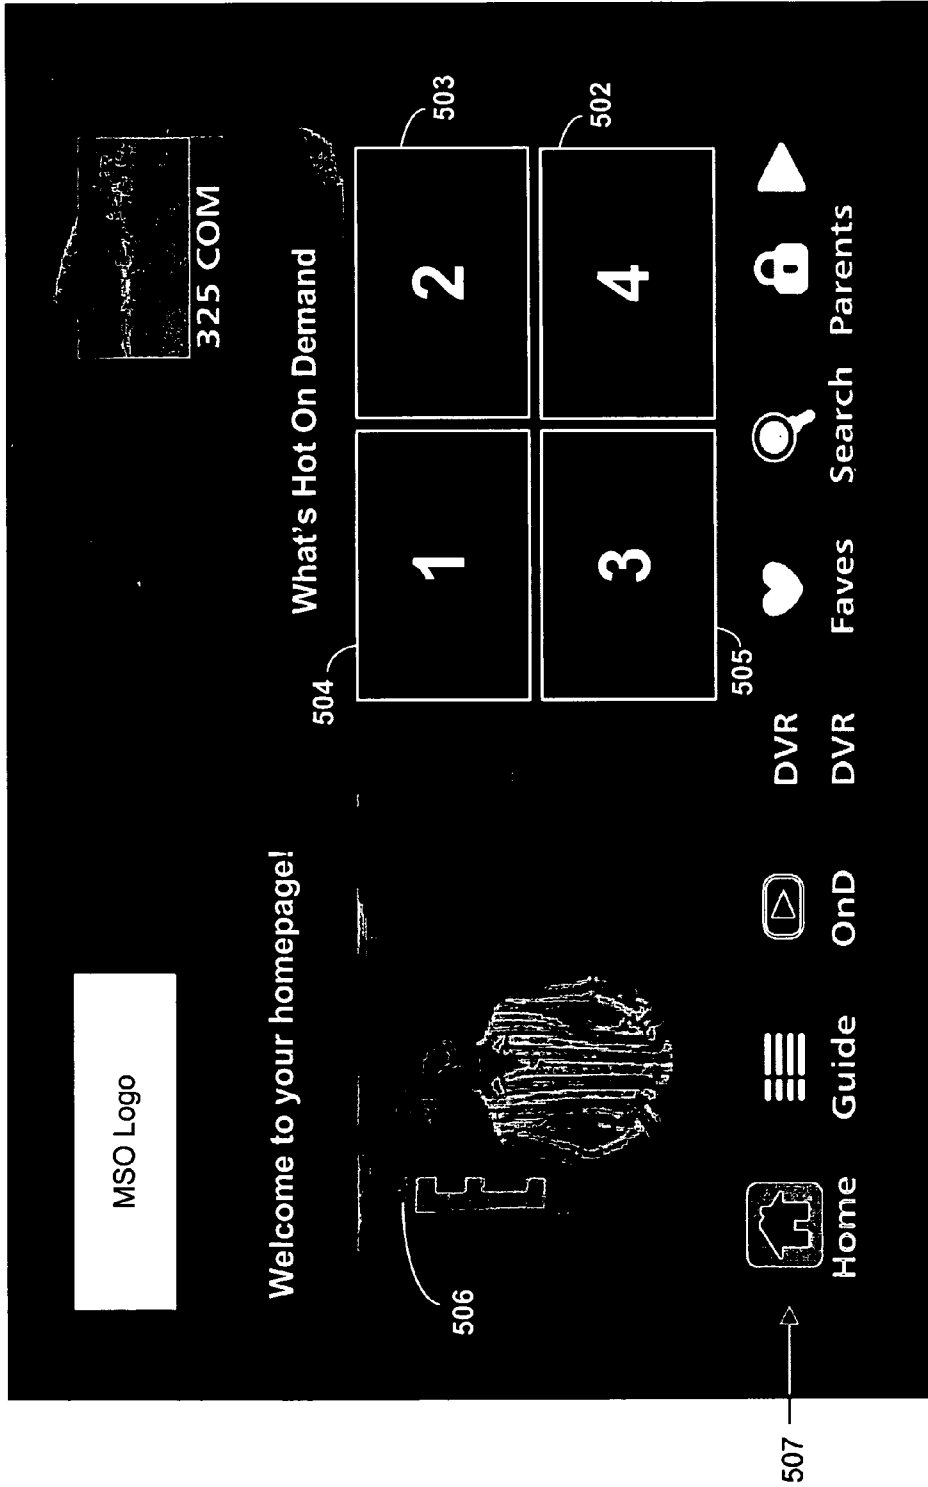 MSO Logo
325 COM
Welcome to your homepage!
What's Hot On Demand
504
503
1
2
506
E
3
4
502
505
DVR
507
Home
Guide
OnD
DVR
Faves
Search
Parents